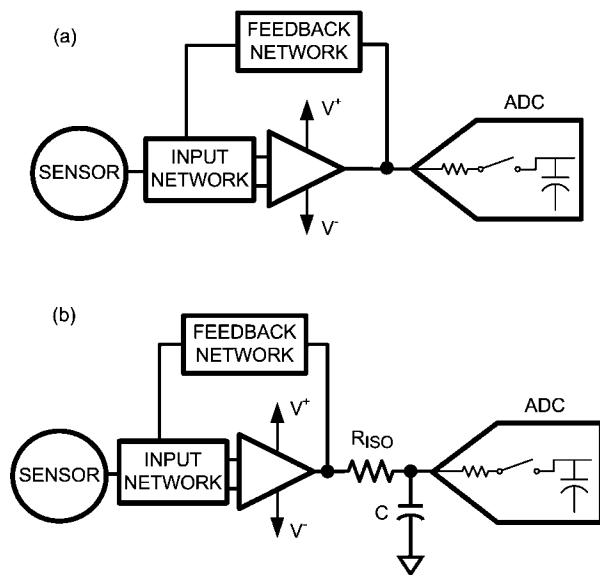 (a)
FEEDBACK
NETWORK
V+
ADC
SENSOR
INPUT
NETWORK
V-
(b)
FEEDBACK
NETWORK
V+
ADC
RISO
SENSOR
INPUT
NETWORK
C
V-